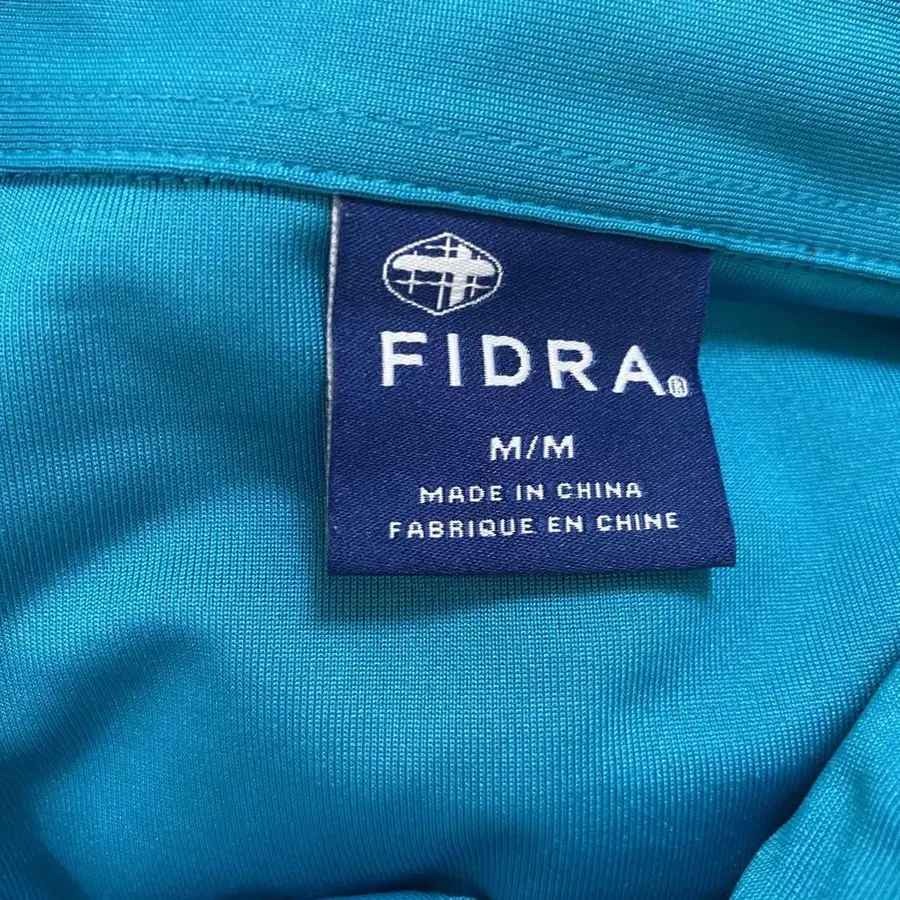 FIDRA®
M/M
MADE IN CHINA
FABRIQUE EN CHINE